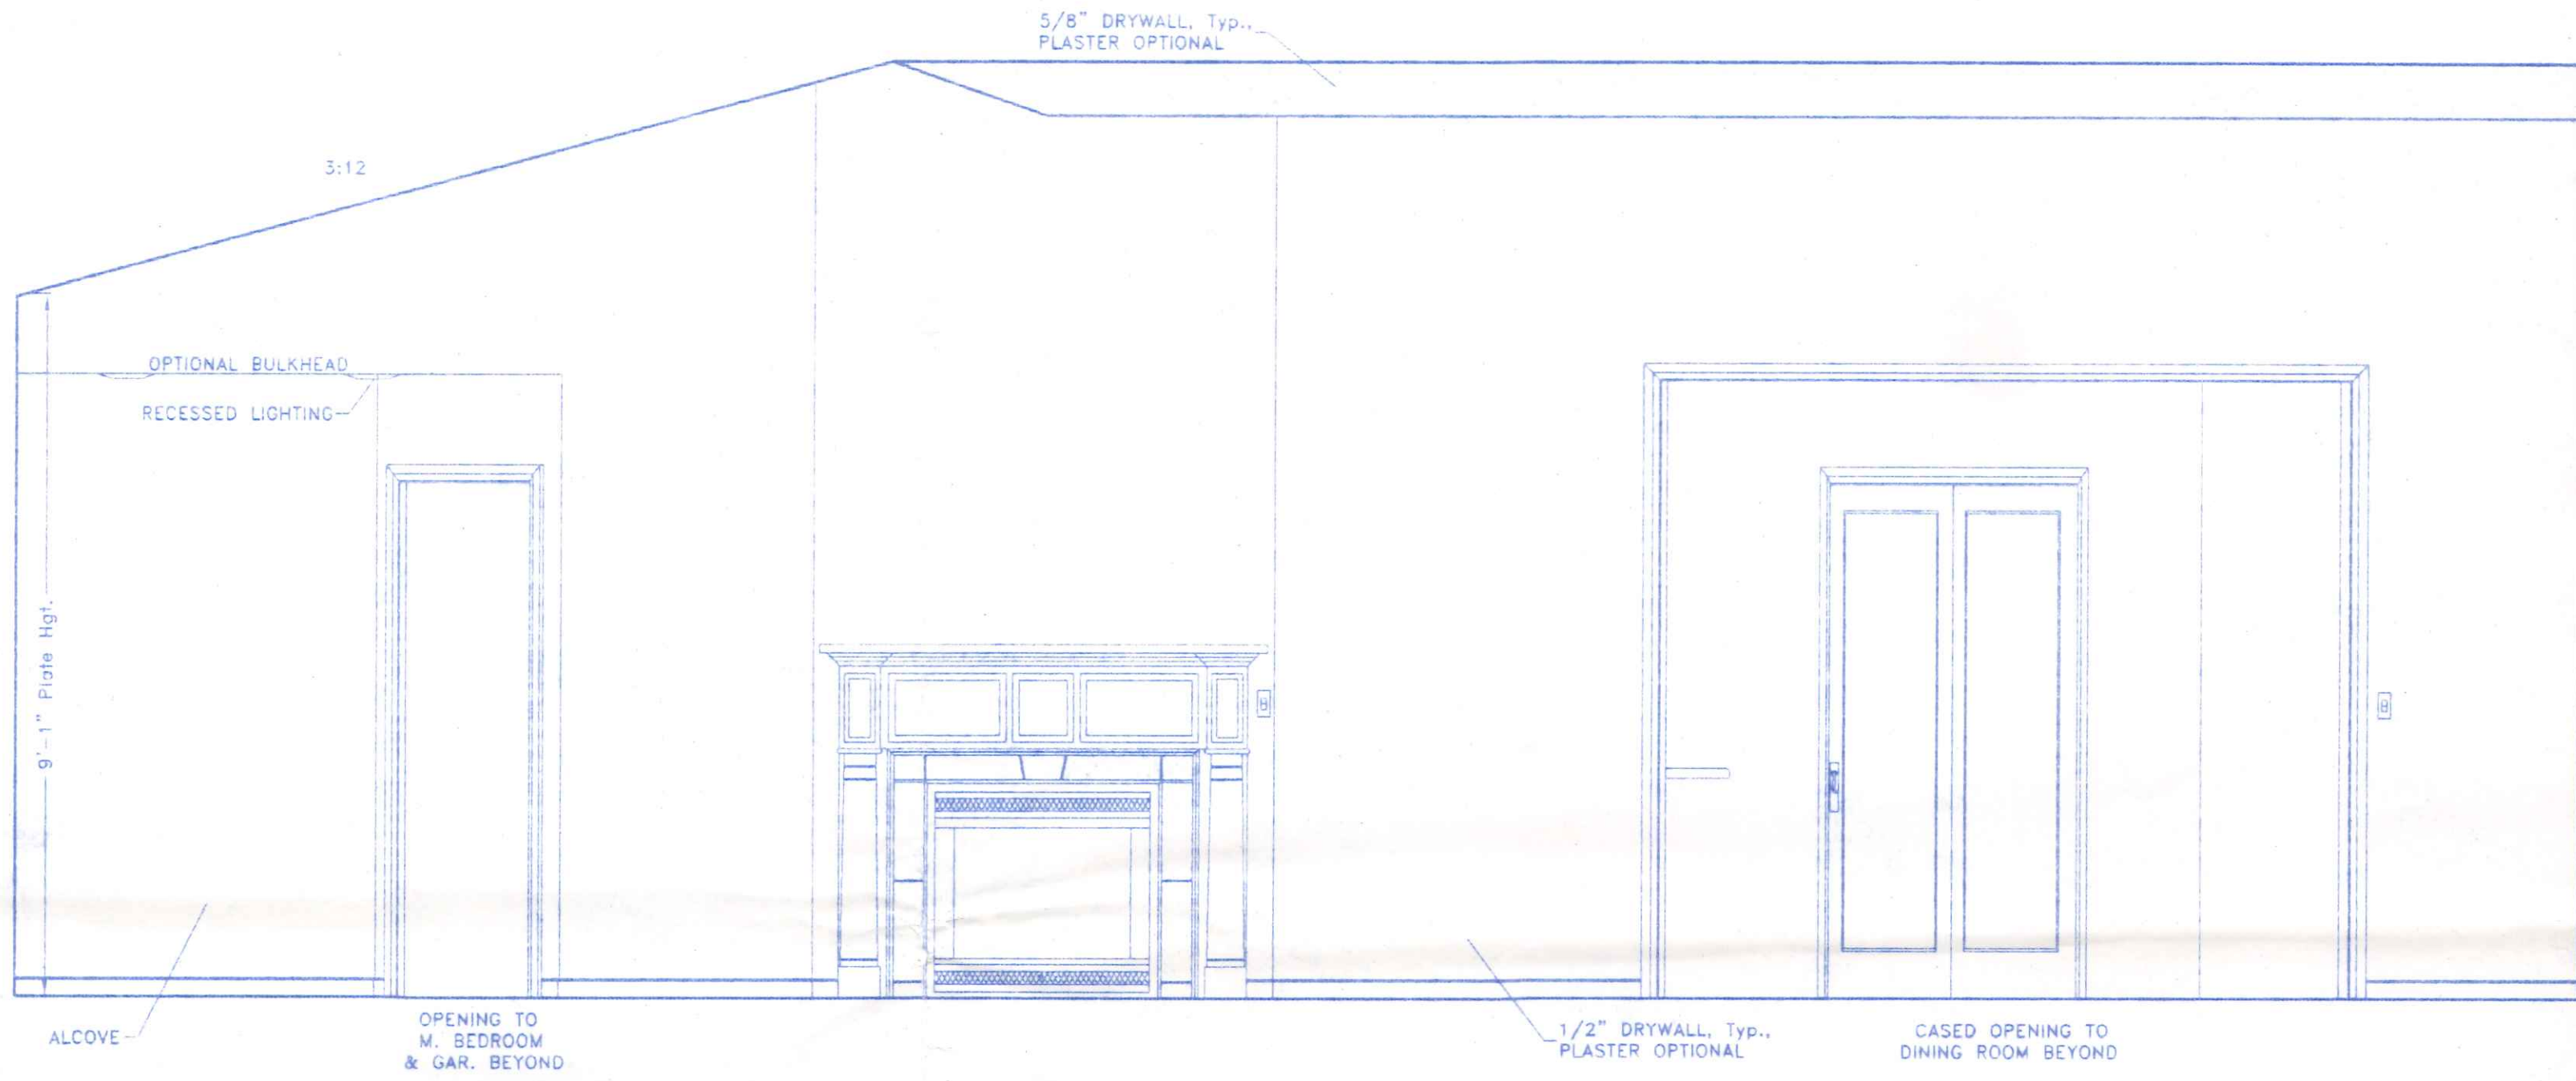 5/8" DRYWALL, Typ.,
PLASTER OPTIONAL
3:12
OPTIONAL BULKHEAD
RECESSED LIGHTING
9'-1" Plate Hgt.
ALCOVE
OPENING TO
M. BEDROOM
& GAR. BEYOND
1/2" DRYWALL, Typ.,
PLASTER OPTIONAL
CASED OPENING TO
DINING ROOM BEYOND